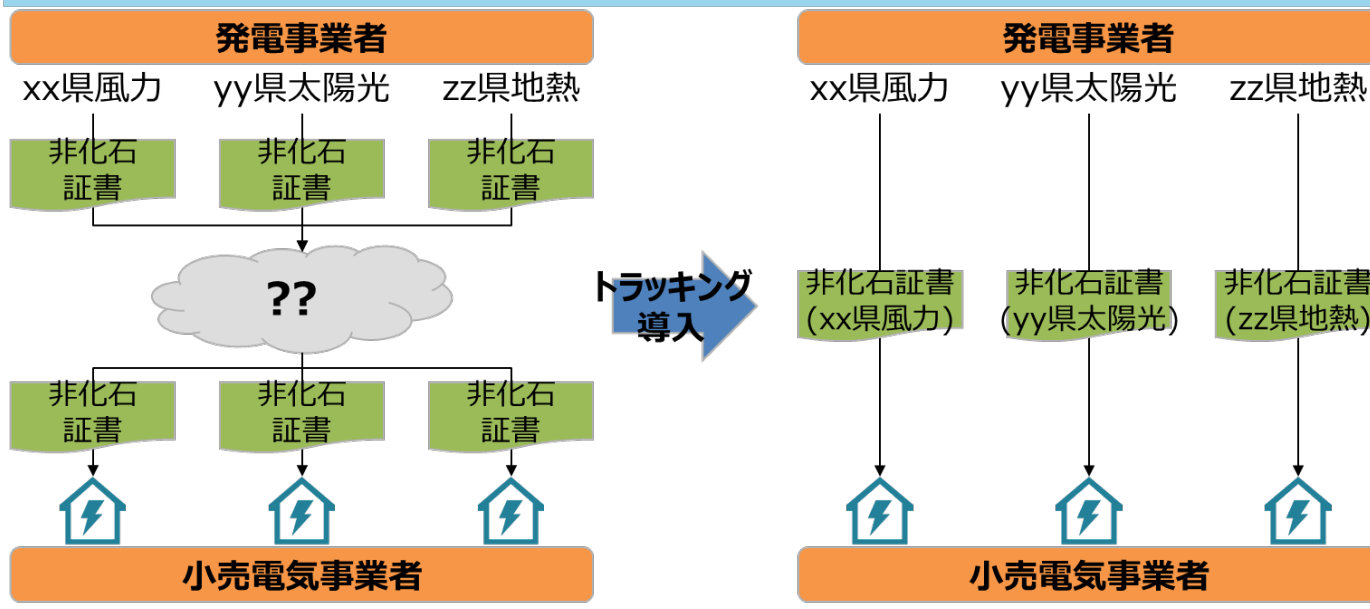 発電事業者
xx県風力
yy県太陽光
zz県地熱
非化石
証書
非化石
証書
非化石
証書
??
非化石
証書
非化石
証書
非化石
証書
小売電気事業者
トラッキング
導入
発電事業者
xx県風力
yy県太陽光
zz県地熱
非化石証書
(xx県風力)
非化石証書
(yy県太陽光)
非化石証書
(zz県地熱)
小売電気事業者